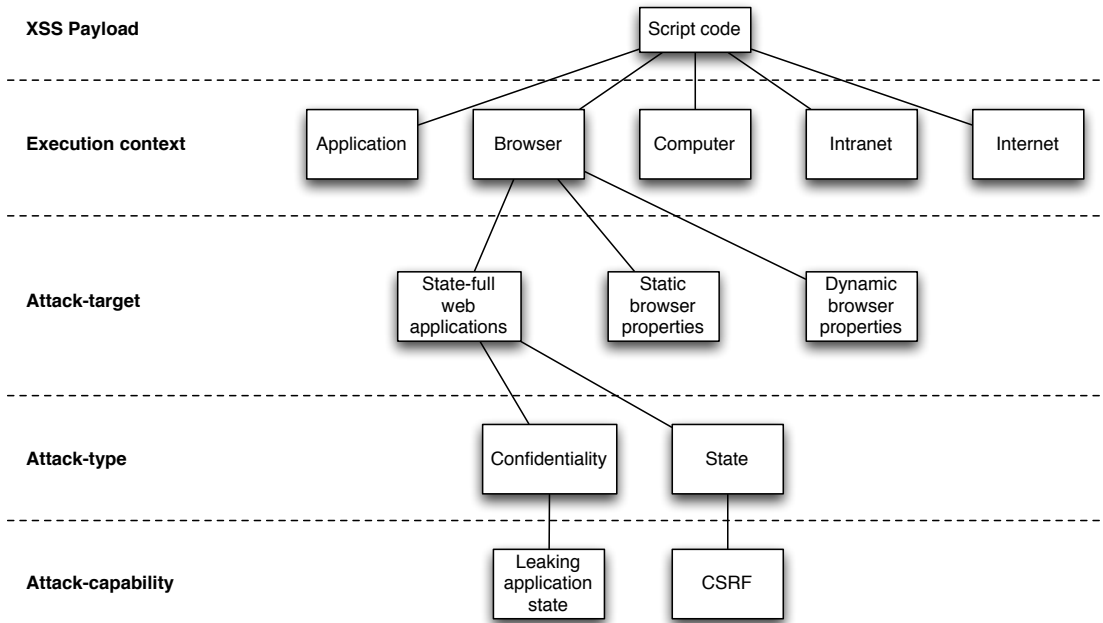 XSS Payload
Script code
Execution context
Application
Browser
Computer
Intranet
Internet
Attack-target
State-full
web
applications
Static
browser
properties
Dynamic
browser
properties
Attack-type
Confidentiality
State
Attack-capability
Leaking
application
state
CSRF